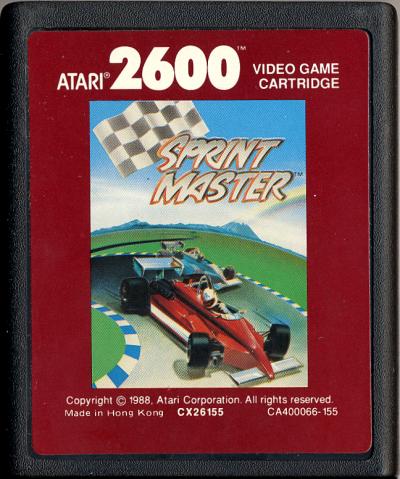 ATARI® 2600™ VIDEO GAME
CARTRIDGE
SPRINT
MASTER™
Copyright © 1988, Atari Corporation. All rights reserved.
Made in Hong Kong CX26155 CA400066-155